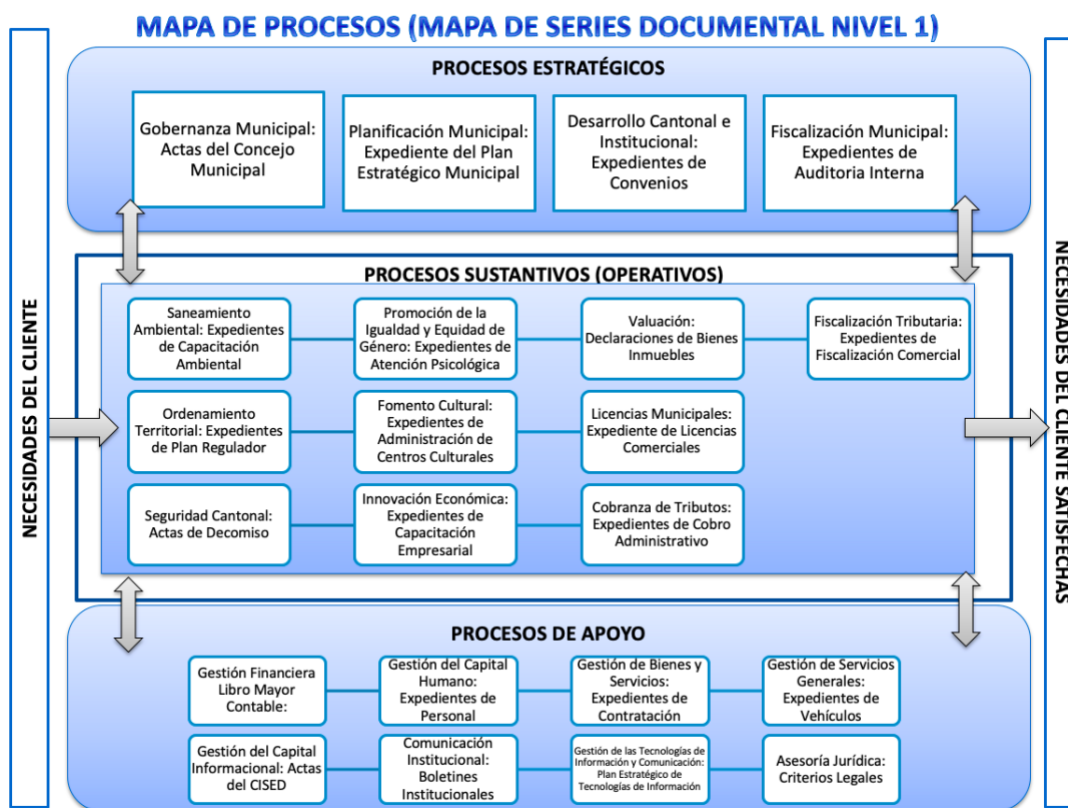 MAPA DE PROCESOS (MAPA DE SERIES DOCUMENTAL NIVEL 1)
NECESIDADES DEL CLIENTE
PROCESOS ESTRATÉGICOS
Gobernanza Municipal:
Actas del Concejo
Municipal
Planificación Municipal:
Expediente del Plan
Estratégico Municipal
Desarrollo Cantonal e
Institucional:
Expedientes de
Convenios
Fiscalización Municipal:
Expedientes de
Auditoria Interna
PROCESOS SUSTANTIVOS (OPERATIVOS)
Saneamiento
Ambiental: Expedientes
de Capacitación
Ambiental
Promoción de la
Igualdad y Equidad de
Género: Expedientes de
Atención Psicológica
Valuación:
Declaraciones de Bienes
Inmuebles
Fiscalización Tributaria:
Expedientes de
Fiscalización Comercial
Ordenamiento
Territorial: Expedientes
de Plan Regulador
Fomento Cultural:
Expedientes de
Administración de
Centros Culturales
Licencias Municipales:
Expediente de Licencias
Comerciales
Seguridad Cantonal:
Actas de Decomiso
Innovación Económica:
Expedientes de
Capacitación
Empresarial
Cobranza de Tributos:
Expedientes de Cobro
Administrativo
PROCESOS DE APOYO
Gestión Financiera
Libro Mayor
Contable:
Gestión del Capital
Humano:
Expedientes de
Personal
Gestión de Bienes y
Servicios:
Expedientes de
Contratación
Gestión de Servicios
Generales:
Expedientes de
Vehículos
Gestión del Capital
Informacional: Actas
del CISED
Comunicación
Institucional:
Boletines
Institucionales
Gestión de las Tecnologías de
Información y Comunicación:
Plan Estratégico de
Tecnologías de Información
Asesoría Jurídica:
Criterios Legales
NECESIDADES DEL CLIENTE SATISFECHAS